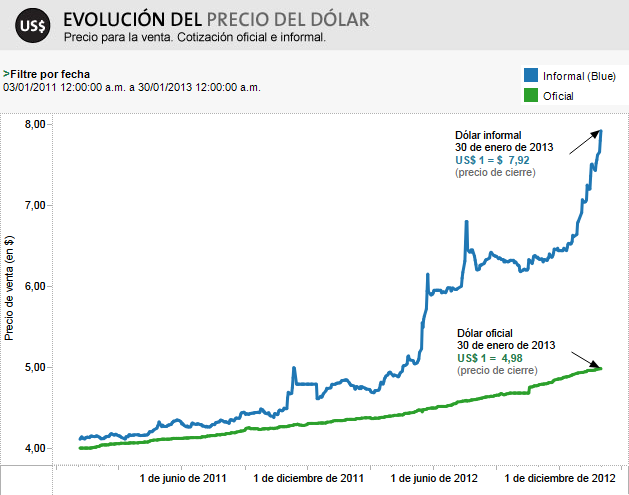 US$
EVOLUCIÓN DEL PRECIO DEL DÓLAR
Precio para la venta. Cotización oficial e informal.
>Filtre por fecha
03/01/2011 12:00:00 a.m. a 30/01/2013 12:00:00 a.m.
Informal (Blue)
Oficial
8,00
7,00
6,00
5,00
4,00
Precio de venta (en $)
Dólar informal
30 de enero de 2013
US$ 1 = $ 7,92
(precio de cierre)
Dólar oficial
30 de enero de 2013
US$ 1 = 4,98
(precio de cierre)
1 de junio de 2011
1 de diciembre de 2011
1 de junio de 2012
1 de diciembre de 2012